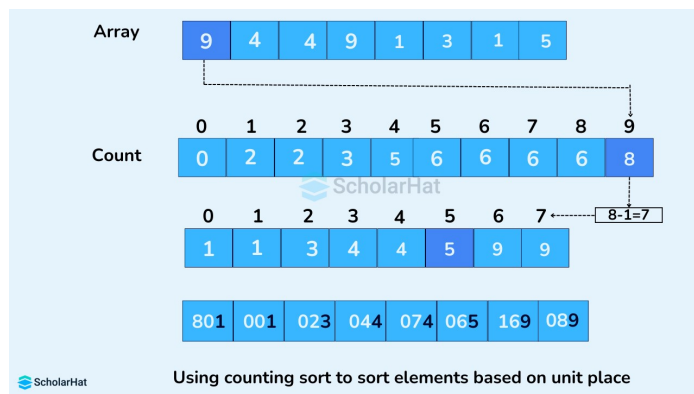 Array
9 4 4 9 1 3 1 5
0 1 2 3 4 5 6 7 8 9
Count
0 2 2 3 5 6 6 6 6 8
ScholarHat
0 1 2 3 4 5 6 7
8-1=7
1 1 3 4 4 5 9 9
801 001 023 044 074 065 169 089
Using counting sort to sort elements based on unit place
ScholarHat